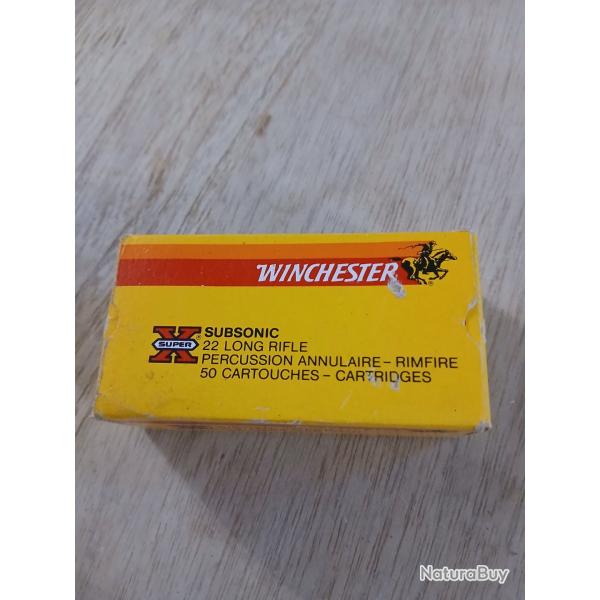 WINCHESTER
SUPER X
SUBSONIC
22 LONG RIFLE
PERCUSSION ANNULAIRE – RIMFIRE
50 CARTOUCHES – CARTRIDGES
NaturaBuy